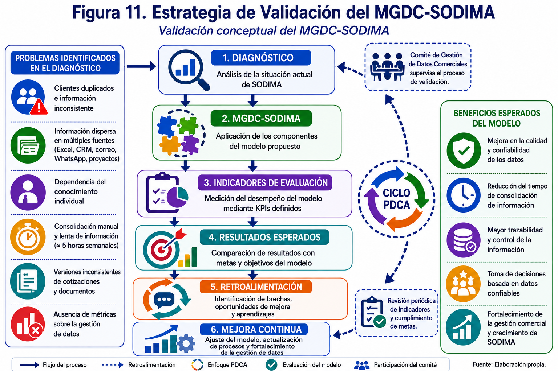 Figura 11. Estrategia de Validación del MGDC-SODIMA
Validación conceptual del MGDC-SODIMA
PROBLEMAS IDENTIFICADOS
EN EL DIAGNÓSTICO
Clientes duplicados
e información
inconsistente
Información dispersa
en múltiples fuentes
(Excel, CRM, correo,
WhatsApp, proyectos)
Dependencia del
conocimiento
individual
Consolidación manual
y lenta de información
(≈ 6 horas semanales)
Versiones inconsistentes
de cotizaciones
y documentos
Ausencia de métricas
sobre la gestión
de datos
1. DIAGNÓSTICO
Análisis de la situación actual
de SODIMA
2. MGDC-SODIMA
Aplicación de los componentes
del modelo propuesto
3. INDICADORES DE EVALUACIÓN
Medición del desempeño del modelo
mediante KPIs definidos
4. RESULTADOS ESPERADOS
Comparación de resultados con
metas y objetivos del modelo
5. RETROALIMENTACIÓN
Identificación de brechas,
oportunidades de mejora
y aprendizajes
6. MEJORA CONTINUA
Ajuste del modelo, actualización
de procesos y fortalecimiento
de la gestión de datos
Comité de Gestión
de Datos Comerciales
supervisa el proceso
de validación.
CICLO
PDCA
Revisión periódica
de indicadores
y cumplimiento
de metas.
BENEFICIOS ESPERADOS
DEL MODELO
Mejora en la calidad
y confiabilidad
de los datos
Reducción del tiempo
de consolidación
de información
Mayor trazabilidad
y control de la
información
Toma de decisiones
basada en datos
confiables
Fortalecimiento de
la gestión comercial
y crecimiento de
SODIMA
Flujo del proceso
Retroalimentación
Enfoque PDCA
Evaluación del modelo
Participación del comité
Fuente: Elaboración propia.